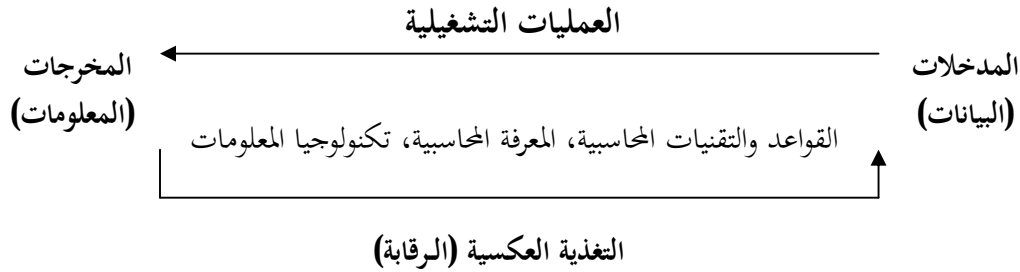 العمليات التشغيلية
المدخلات
(البيانات)
المخرجات
(المعلومات)
القواعد والتقنيات المحاسبية، المعرفة المحاسبية، تكنولوجيا المعلومات
التغذية العكسية (الرقابة)